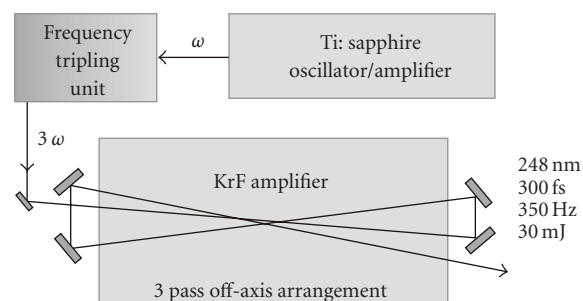 Frequency
tripling
unit
ω
Ti: sapphire
oscillator/amplifier
3 ω
KrF amplifier
248 nm
300 fs
350 Hz
30 mJ
3 pass off-axis arrangement